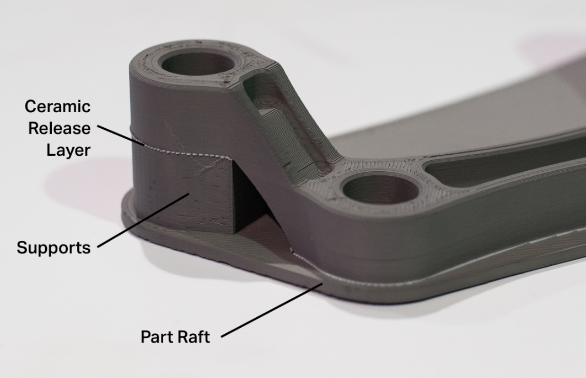 Ceramic
Release
Layer
Supports
Part Raft